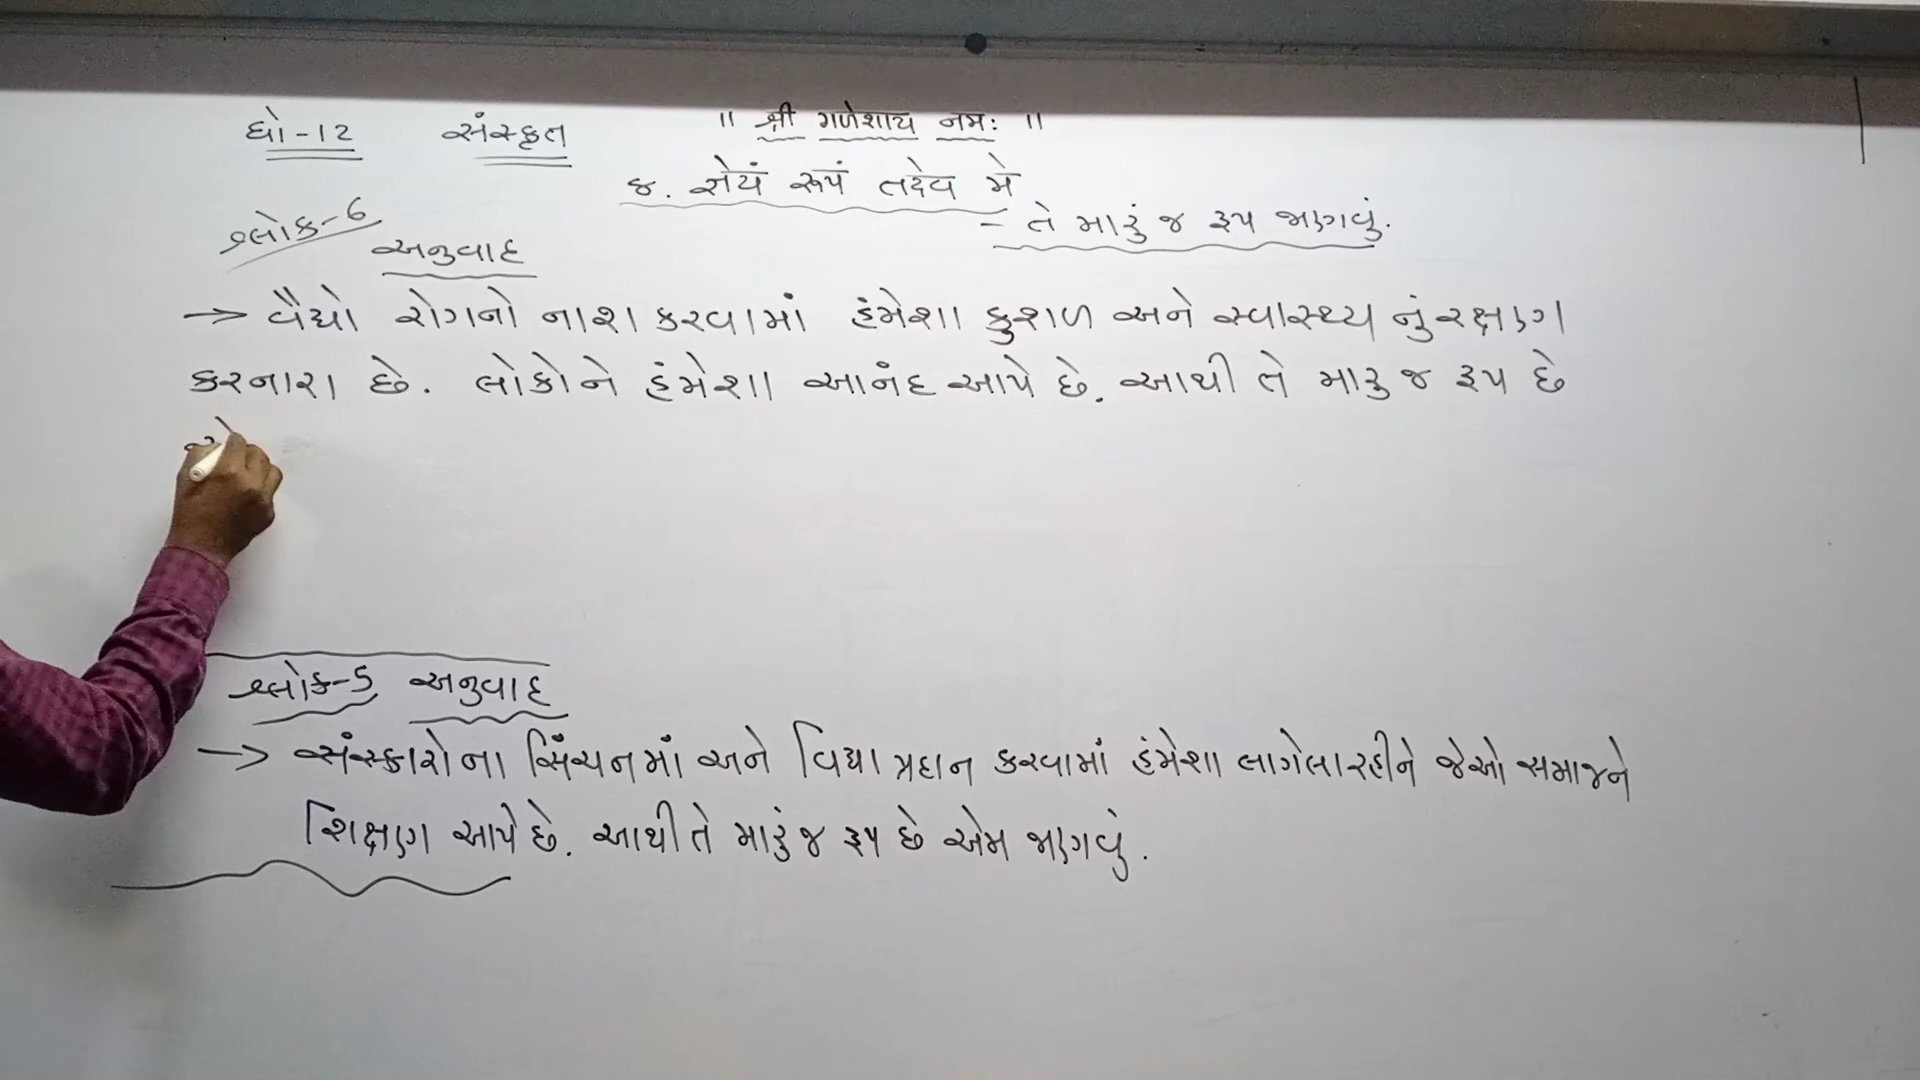 ધો-12 સંસ્કૃત ॥ શ્રી ગણેશાય નમઃ ॥
૪. જ્ઞેયં રૂપં તદેવ મે
- તે મારું જ રૂપ જાણવું.
શ્લોક-6
અનુવાદ
→ વૈદ્યો રોગનો નાશ કરવામાં હંમેશા કુશળ અને સ્વાસ્થ્ય નું રક્ષણ
કરનારા છે. લોકોને હંમેશા આનંદ આપે છે. આથી તે મારુ જ રૂપ છે
શ્લોક-5 અનુવાદ
→ સંસ્કારોના સિંચનમાં અને વિદ્યા પ્રદાન કરવામાં હંમેશા લાગેલા રહીને જેઓ સમાજને
શિક્ષણ આપે છે. આથી તે મારું જ રૂપ છે એમ જાણવું.